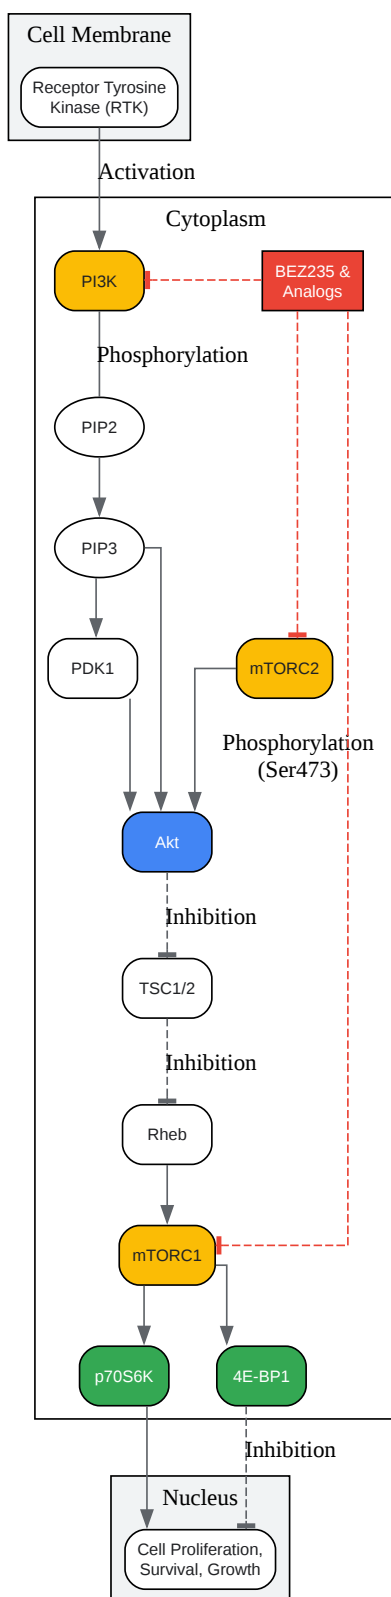 Cell Membrane
Receptor Tyrosine
Kinase (RTK)
Activation
Cytoplasm
PI3K
BEZ235 &
Analogs
Phosphorylation
PIP2
PIP3
PDK1
mTORC2
Phosphorylation
(Ser473)
Akt
Inhibition
TSC1/2
Inhibition
Rheb
mTORC1
p70S6K
4E-BP1
Inhibition
Nucleus
Cell Proliferation,
Survival, Growth